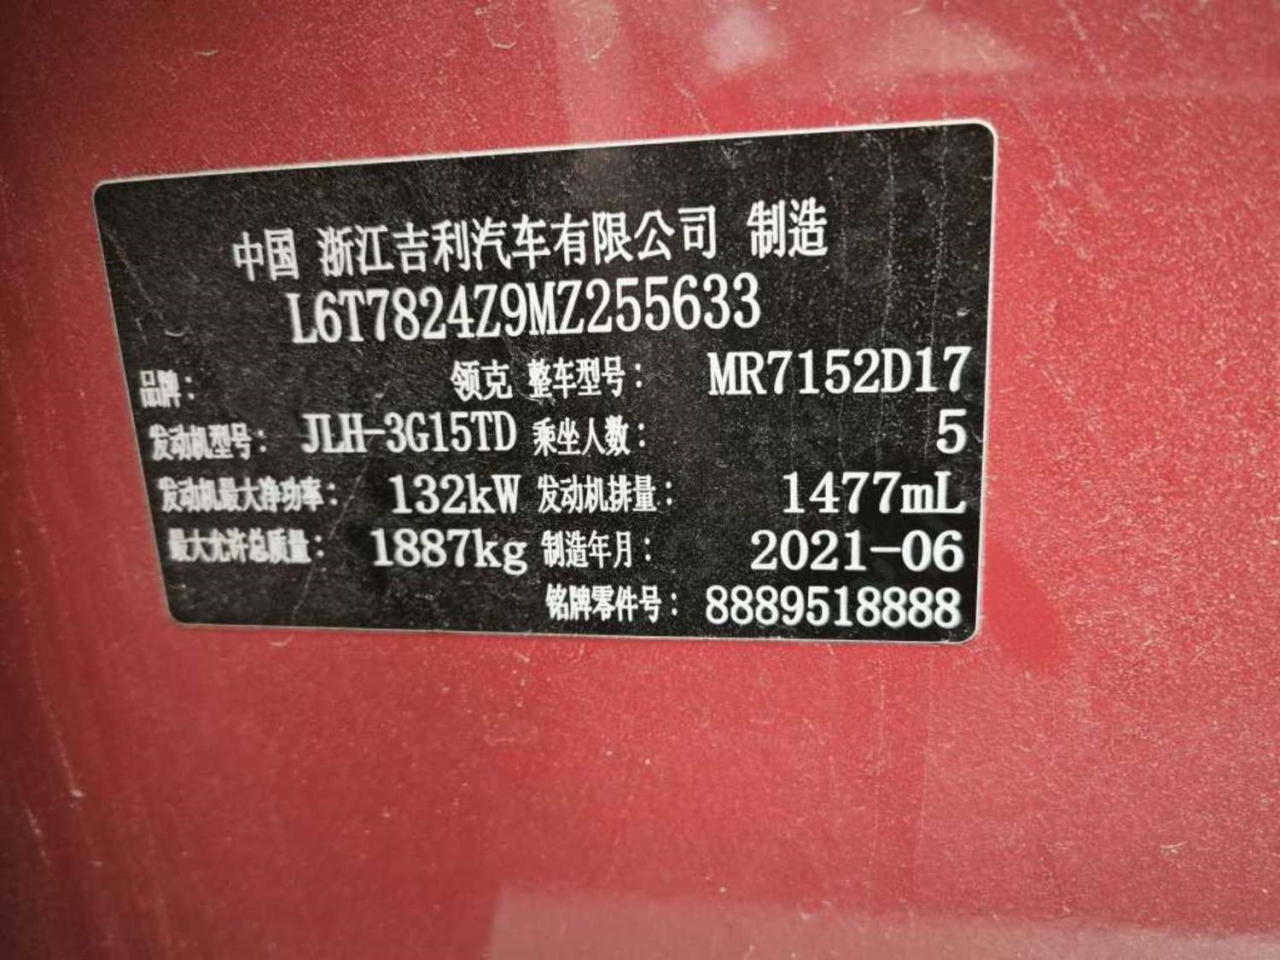 中国 浙江吉利汽车有限公司 制造
L6T7824Z9MZ255633
品牌： 领克 整车型号： MR7152D17
发动机型号： JLH-3G15TD 乘坐人数： 5
发动机最大净功率： 132kW 发动机排量： 1477mL
最大允许总质量： 1887kg 制造年月： 2021-06
铭牌零件号： 8889518888